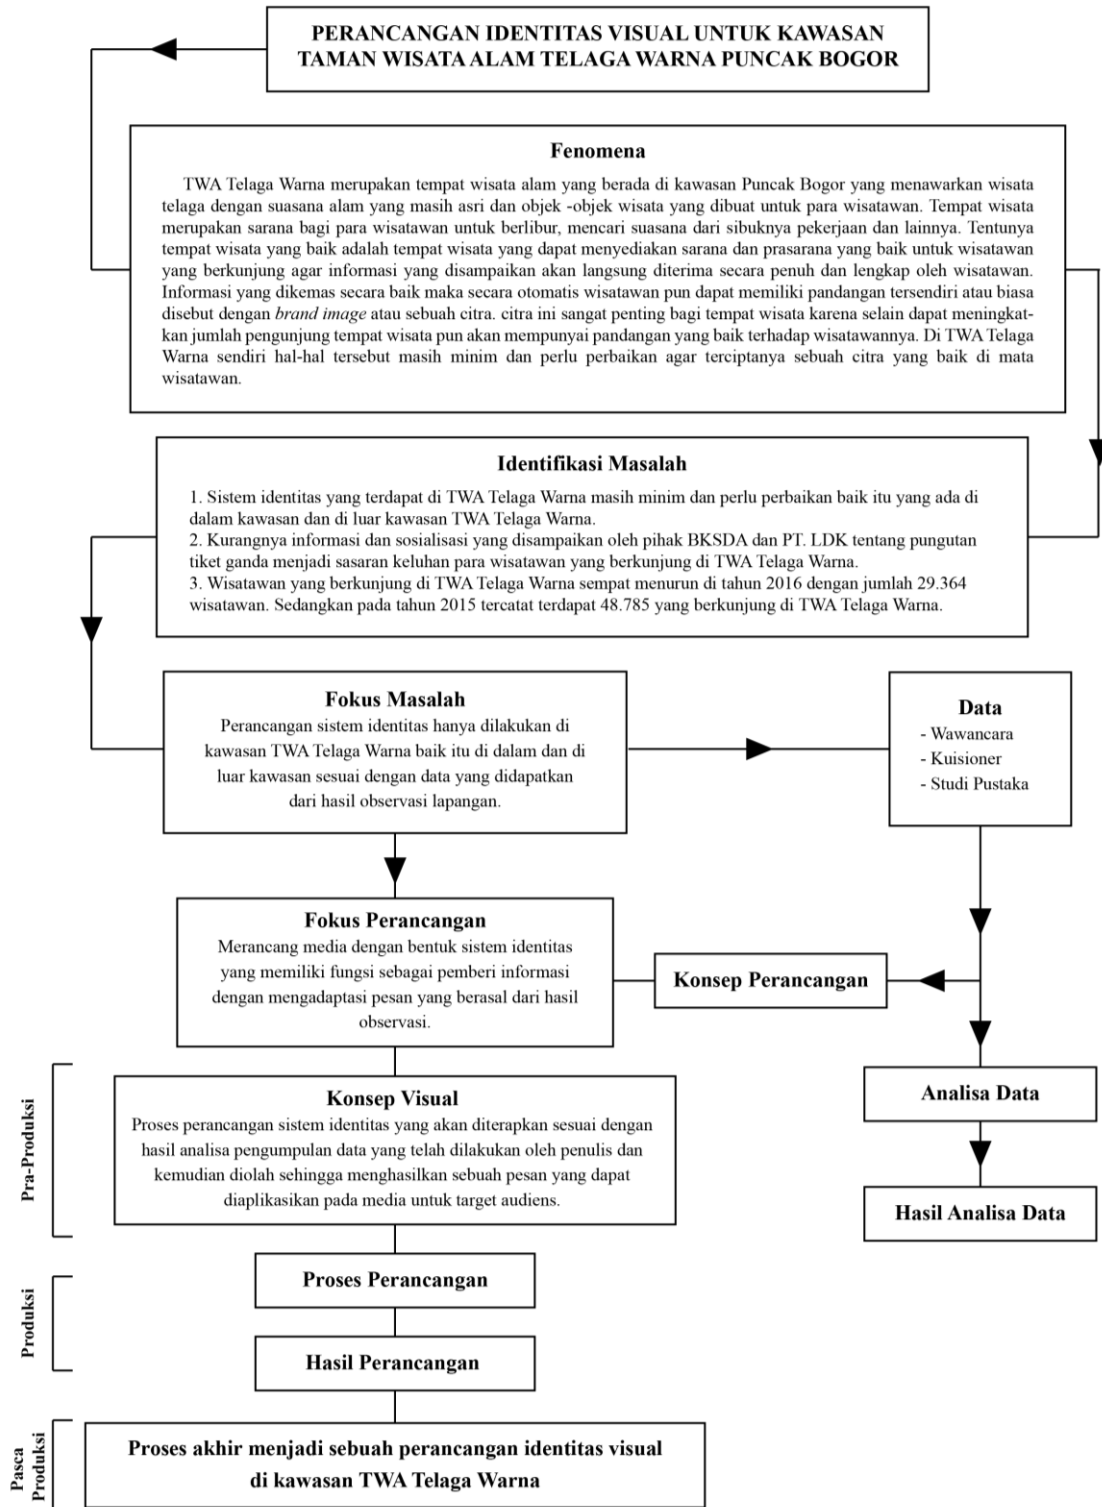 PERANCANGAN IDENTITAS VISUAL UNTUK KAWASAN
TAMAN WISATA ALAM TELAGA WARNA PUNCAK BOGOR
Fenomena
TWA Telaga Warna merupakan tempat wisata alam yang berada di kawasan Puncak Bogor yang menawarkan wisata
telaga dengan suasana alam yang masih asri dan objek -objek wisata yang dibuat untuk para wisatawan. Tempat wisata
merupakan sarana bagi para wisatawan untuk berlibur, mencari suasana dari sibuknya pekerjaan dan lainnya. Tentunya
tempat wisata yang baik adalah tempat wisata yang dapat menyediakan sarana dan prasarana yang baik untuk wisatawan
yang berkunjung agar informasi yang disampaikan akan langsung diterima secara penuh dan lengkap oleh wisatawan.
Informasi yang dikemas secara baik maka secara otomatis wisatawan pun dapat memiliki pandangan tersendiri atau biasa
disebut dengan brand image atau sebuah citra. citra ini sangat penting bagi tempat wisata karena selain dapat meningkat-
kan jumlah pengunjung tempat wisata pun akan mempunyai pandangan yang baik terhadap wisatawannya. Di TWA Telaga
Warna sendiri hal-hal tersebut masih minim dan perlu perbaikan agar terciptanya sebuah citra yang baik di mata
wisatawan.
Identifikasi Masalah
1. Sistem identitas yang terdapat di TWA Telaga Warna masih minim dan perlu perbaikan baik itu yang ada di
dalam kawasan dan di luar kawasan TWA Telaga Warna.
2. Kurangnya informasi dan sosialisasi yang disampaikan oleh pihak BKSDA dan PT. LDK tentang pungutan
tiket ganda menjadi sasaran keluhan para wisatawan yang berkunjung di TWA Telaga Warna.
3. Wisatawan yang berkunjung di TWA Telaga Warna sempat menurun di tahun 2016 dengan jumlah 29.364
wisatawan. Sedangkan pada tahun 2015 tercatat terdapat 48.785 yang berkunjung di TWA Telaga Warna.
Fokus Masalah
Perancangan sistem identitas hanya dilakukan di
kawasan TWA Telaga Warna baik itu di dalam dan di
luar kawasan sesuai dengan data yang didapatkan
dari hasil observasi lapangan.
Data
- Wawancara
- Kuisioner
- Studi Pustaka
Fokus Perancangan
Merancang media dengan bentuk sistem identitas
yang memiliki fungsi sebagai pemberi informasi
dengan mengadaptasi pesan yang berasal dari hasil
observasi.
Konsep Perancangan
Analisa Data
Hasil Analisa Data
Pra-Produksi
Konsep Visual
Proses perancangan sistem identitas yang akan diterapkan sesuai dengan
hasil analisa pengumpulan data yang telah dilakukan oleh penulis dan
kemudian diolah sehingga menghasilkan sebuah pesan yang dapat
diaplikasikan pada media untuk target audiens.
Produksi
Proses Perancangan
Hasil Perancangan
Pasca
Produksi
Proses akhir menjadi sebuah perancangan identitas visual
di kawasan TWA Telaga Warna